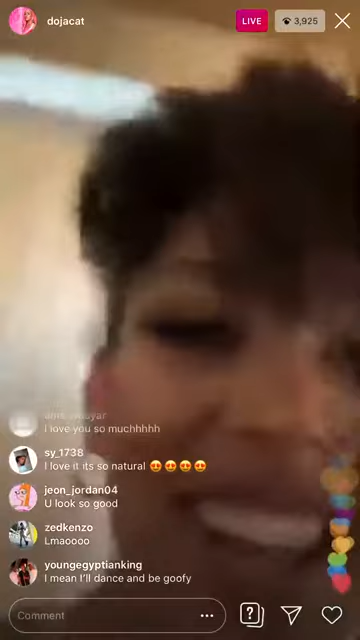 dojacat
LIVE
3,925
I love you so muchhhhh
sy_1738
I love it its so natural 😍😍😍😍
jeon_jordan04
U look so good
zedkenzo
Lmaoooo
youngegyptianking
I mean I'll dance and be goofy
Comment